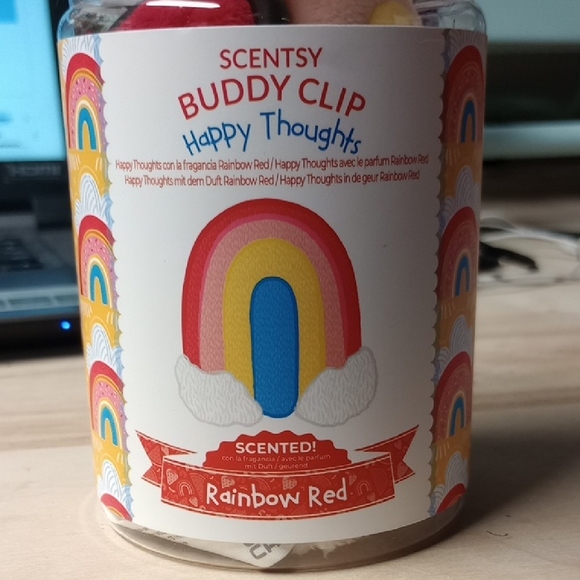 SCENTSY
BUDDY CLIP
Happy Thoughts
Happy Thoughts con la fragancia Rainbow Red / Happy Thoughts avec le parfum Rainbow Red
Happy Thoughts mit dem Duft Rainbow Red / Happy Thoughts in de geur Rainbow Red
SCENTED!
con la fragancia / avec le parfum
mit Duft / geurend
Rainbow Red